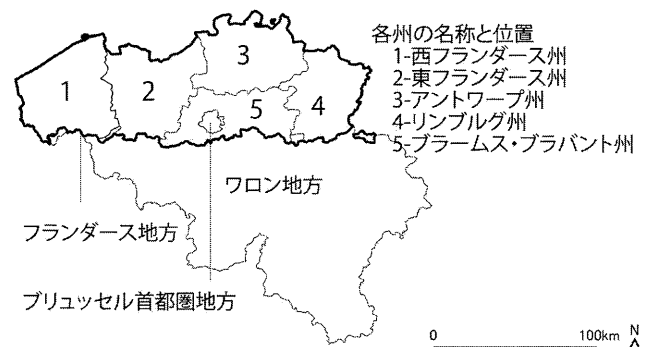 各州の名称と位置
1-西フランダース州
2-東フランダース州
3-アントワープ州
4-リンブルグ州
5-ブラームス・ブラバント州
3
1
2
5
4
ワロン地方
フランダース地方
ブリュッセル首都圏地方
0
100km
N